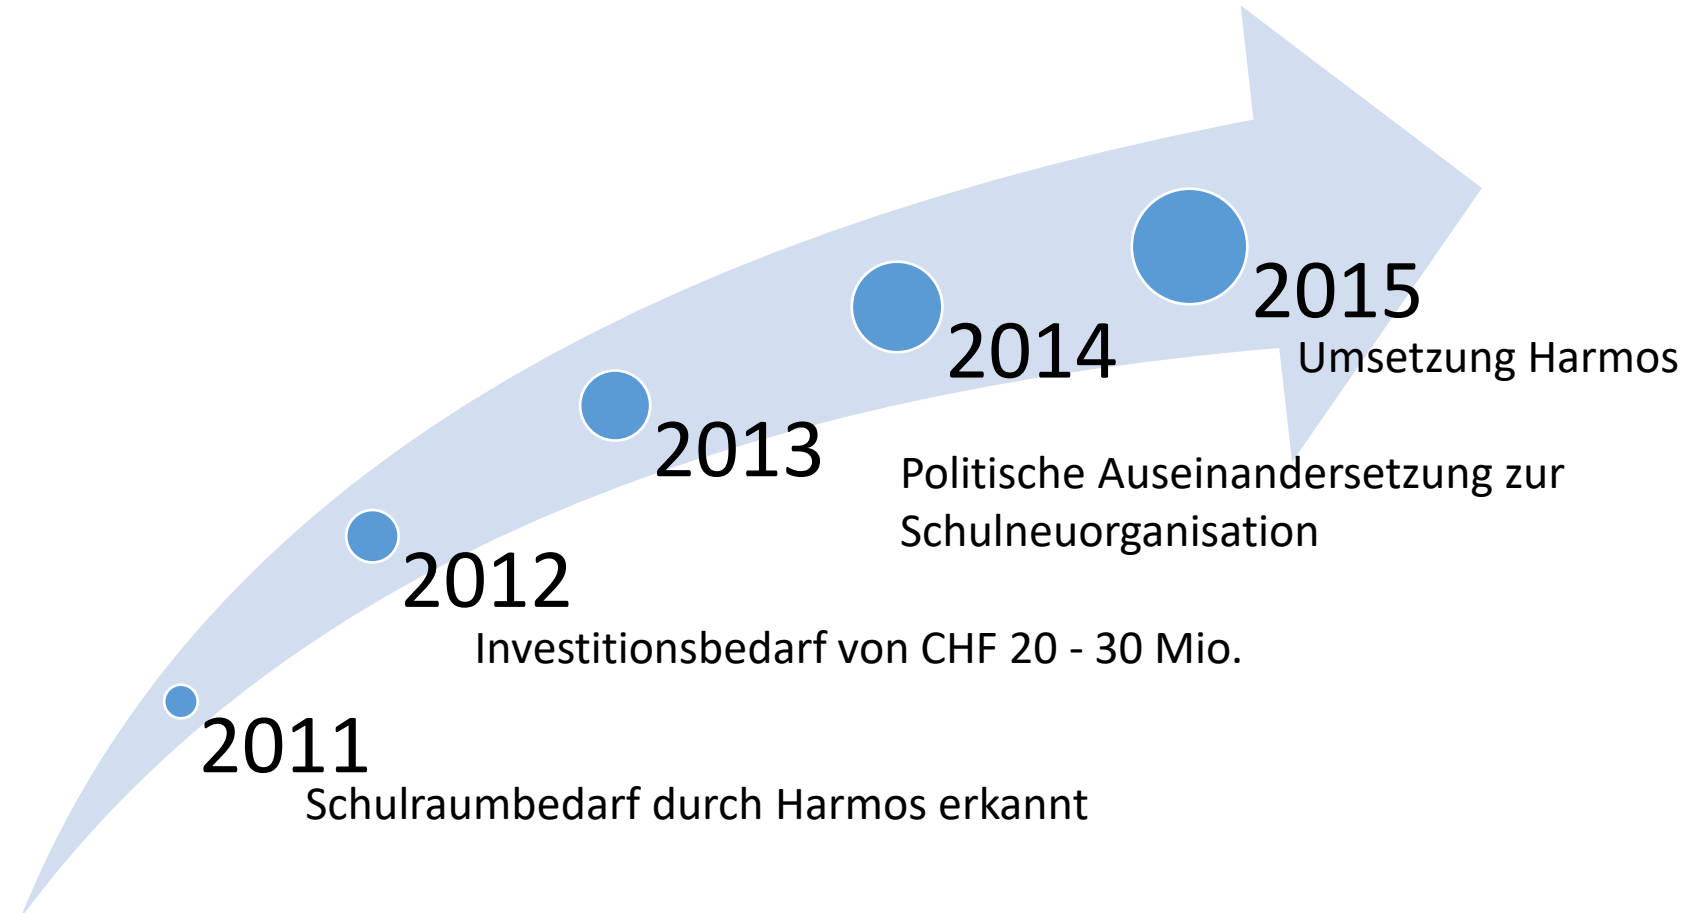 2011
Schulraumbedarf durch Harmos erkannt
2012
Investitionsbedarf von CHF 20 - 30 Mio.
2013
2014
Politische Auseinandersetzung zur
Schulneuorganisation
2015
Umsetzung Harmos